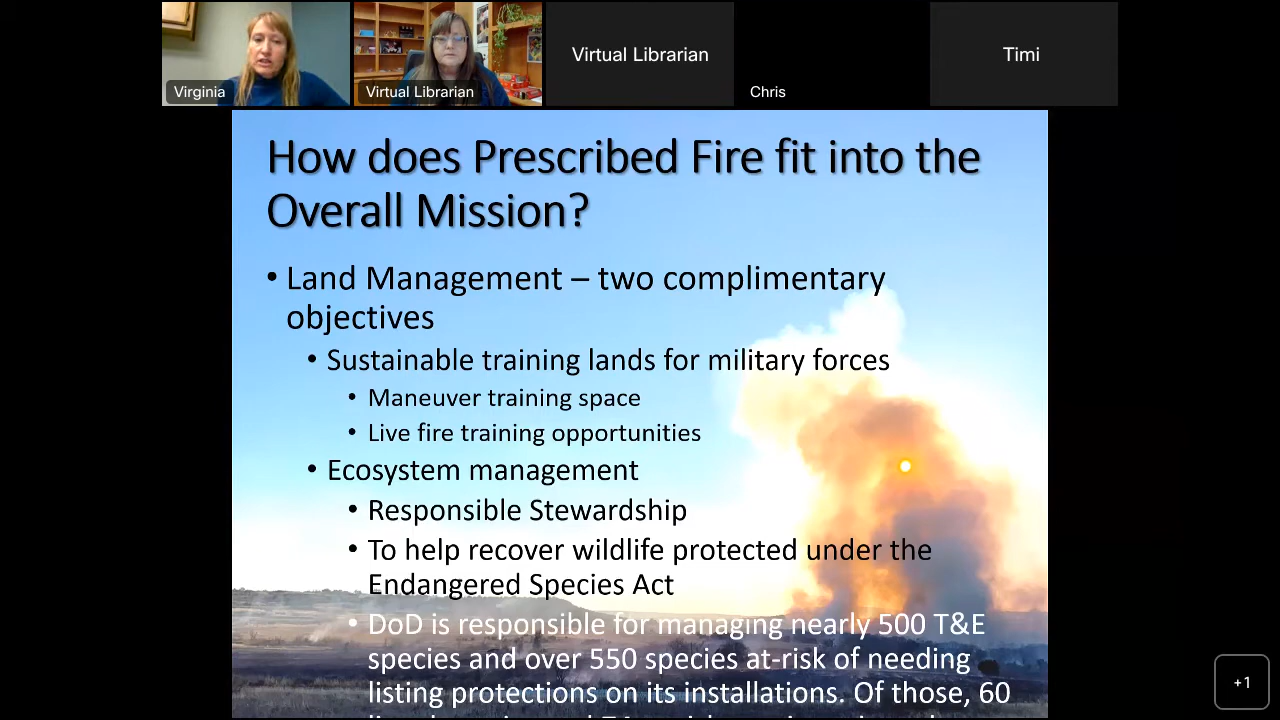 Virginia
Virtual Librarian
Virtual Librarian
Chris
Timi
How does Prescribed Fire fit into the
Overall Mission?
• Land Management – two complimentary
objectives
• Sustainable training lands for military forces
• Maneuver training space
• Live fire training opportunities
• Ecosystem management
• Responsible Stewardship
• To help recover wildlife protected under the
Endangered Species Act
• DoD is responsible for managing nearly 500 T&E
species and over 550 species at-risk of needing
listing protections on its installations. Of those, 60
+1